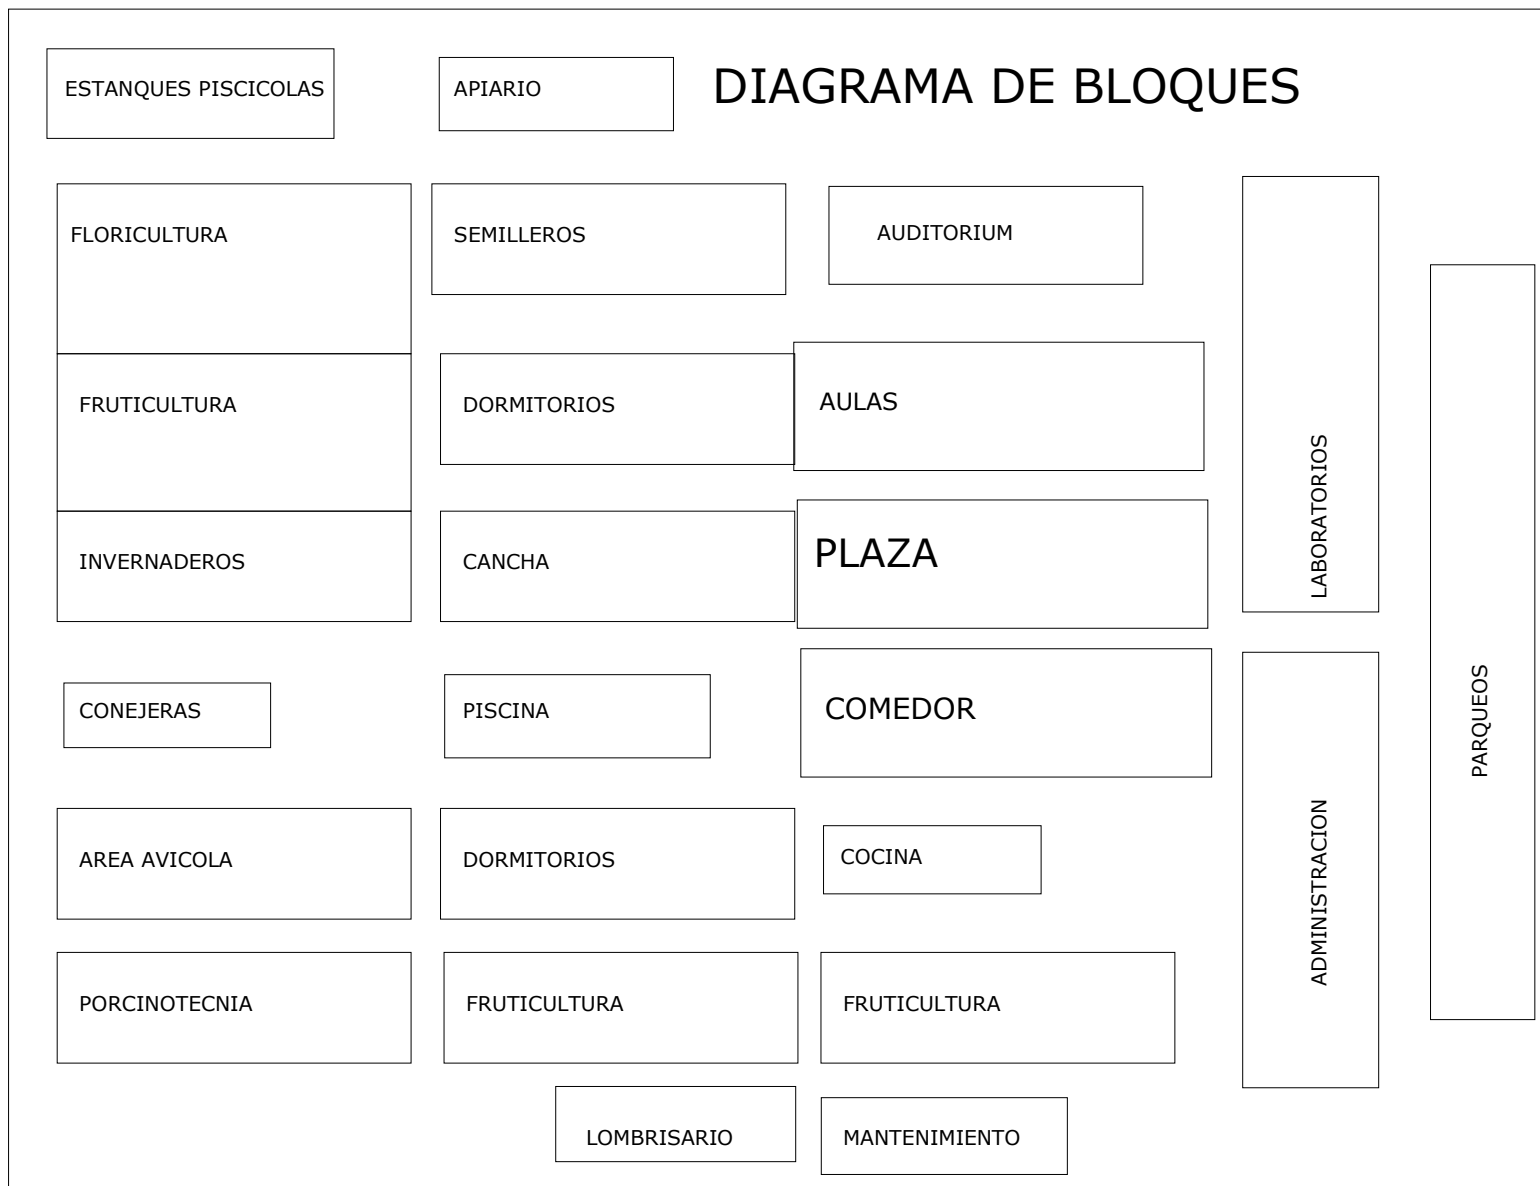 ESTANQUES PISCICOLAS
APIARIO
DIAGRAMA DE BLOQUES
FLORICULTURA
SEMILLEROS
AUDITORIUM
FRUTICULTURA
DORMITORIOS
AULAS
LABORATORIOS
INVERNADEROS
CANCHA
PLAZA
CONEJERAS
PISCINA
COMEDOR
PARQUEOS
AREA AVICOLA
DORMITORIOS
COCINA
ADMINISTRACION
PORCINOTECNIA
FRUTICULTURA
FRUTICULTURA
LOMBRISARIO
MANTENIMIENTO